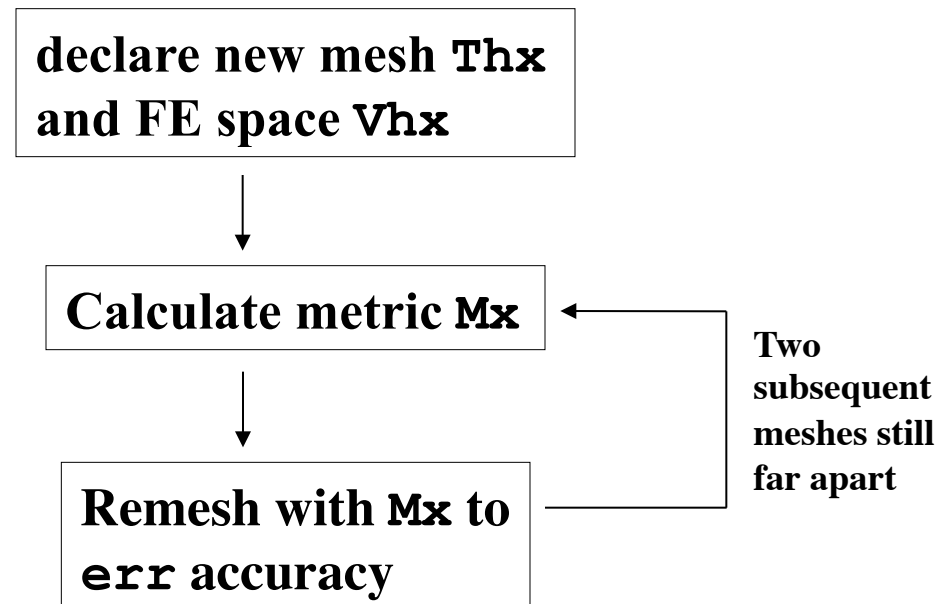 declare new mesh Thx
and FE space Vhx
Calculate metric Mx
Two
subsequent
meshes still
far apart
Remesh with Mx to
err accuracy